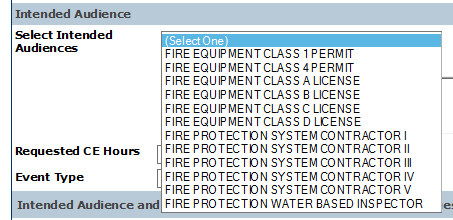 Intended Audience
Select Intended
Audiences
(Select One)
FIRE EQUIPMENT CLASS 1 PERMIT
FIRE EQUIPMENT CLASS 4 PERMIT
FIRE EQUIPMENT CLASS A LICENSE
FIRE EQUIPMENT CLASS B LICENSE
FIRE EQUIPMENT CLASS C LICENSE
FIRE EQUIPMENT CLASS D LICENSE
FIRE PROTECTION SYSTEM CONTRACTOR I
FIRE PROTECTION SYSTEM CONTRACTOR II
FIRE PROTECTION SYSTEM CONTRACTOR III
FIRE PROTECTION SYSTEM CONTRACTOR IV
FIRE PROTECTION SYSTEM CONTRACTOR V
FIRE PROTECTION WATER BASED INSPECTOR
Requested CE Hours
Event Type
Intended Audience and